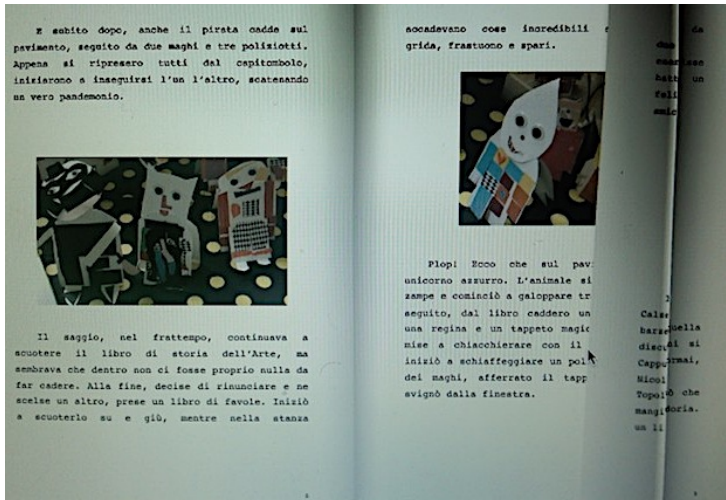 E subito dopo, anche il pirata cadde sul
pavimento, seguito da due maghi e tre poliziotti.
Appena si ripresero tutti dal capitombolo,
iniziarono a inseguirsi l'un l'altro, scatenando
un vero pandemonio.
Il saggio, nel frattempo, continuava a
scuotere il libro di storia dell'Arte, ma
sembrava che dentro non ci fosse proprio nulla da
far cadere. Alla fine, decise di rinunciare e ne
scelse un altro, prese un libro di favole. Iniziò
a scuoterlo su e giù, mentre nella stanza
accadevano cose incredibili
grida, frastuono e spari.
Plop! Ecco che sul
unicorno azzurro. L'animale si
zampe e cominciò a galoppare
seguito, dal libro caddero
una regina e un tappeto
mise a chiacchierare con il
iniziò a schiaffeggiare un
dei maghi, afferrato il
svignò dalla finestra.
da
un
un li